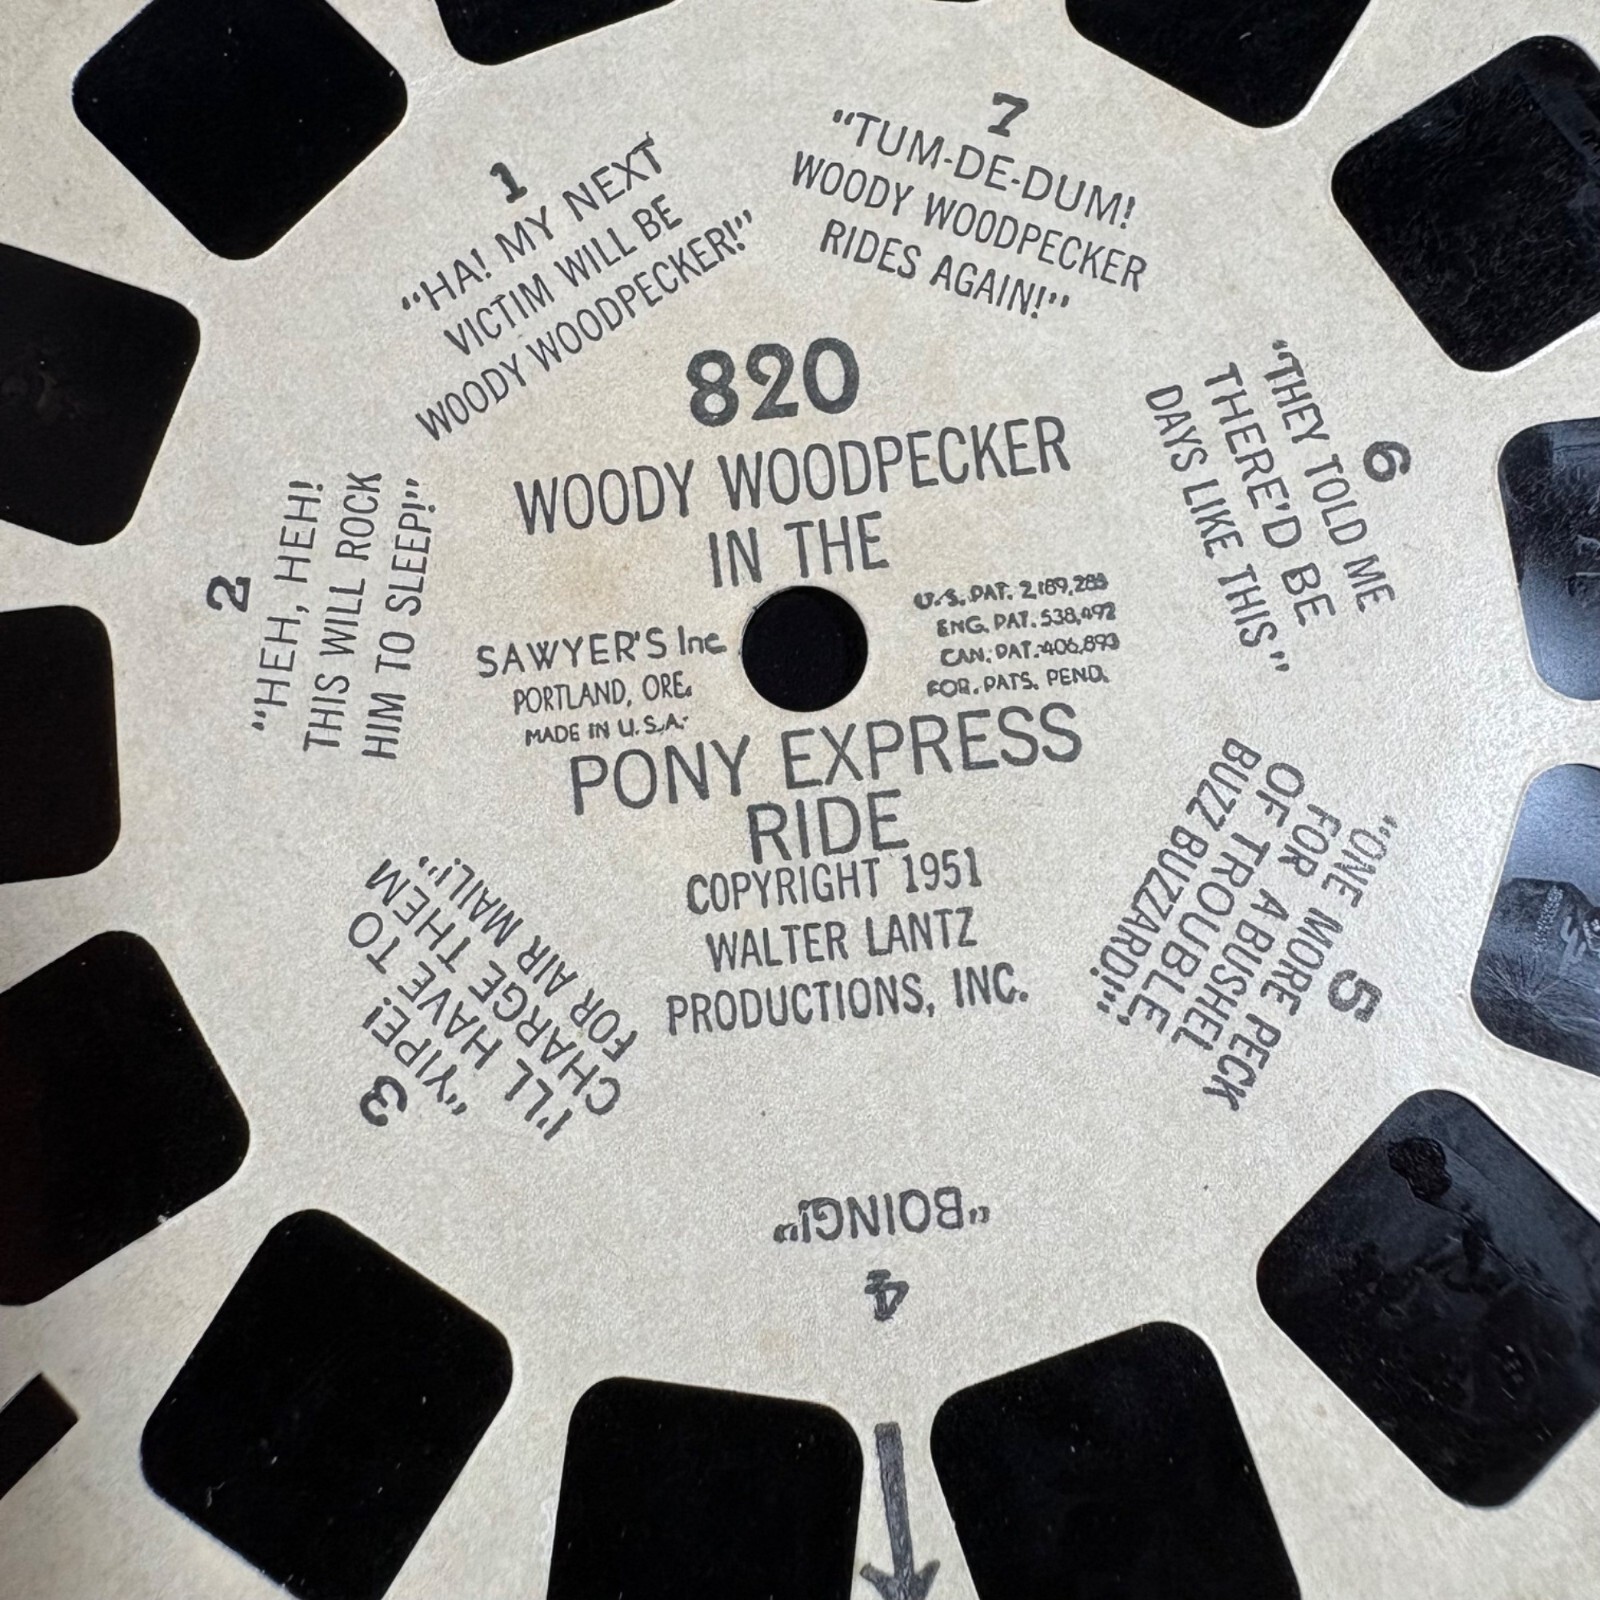 820
WOODY WOODPECKER
IN THE
SAWYER'S Inc
PORTLAND, ORE.
MADE IN U.S.A.
U.S. PAT. 2,189,285
ENG. PAT. 538,492
CAN. PAT. 406,893
FOR. PATS. PEND.
PONY EXPRESS
RIDE
COPYRIGHT 1951
WALTER LANTZ
PRODUCTIONS, INC.
1
"HA! MY NEXT
VICTIM WILL BE
WOODY WOODPECKER!"
2
"HEH, HEH!
THIS WILL ROCK
HIM TO SLEEP!"
3
"YIPE!
I'LL HAVE TO
CHARGE THEM
FOR AIR MAIL!"
4
"BOING!"
5
"ONE MORE PECK
FOR A BUSHEL
OF TROUBLE,
BUZZ BUZZARD!"
6
"THEY TOLD ME
THERE'D BE
DAYS LIKE THIS"
7
"TUM-DE-DUM!
WOODY WOODPECKER
RIDES AGAIN!"